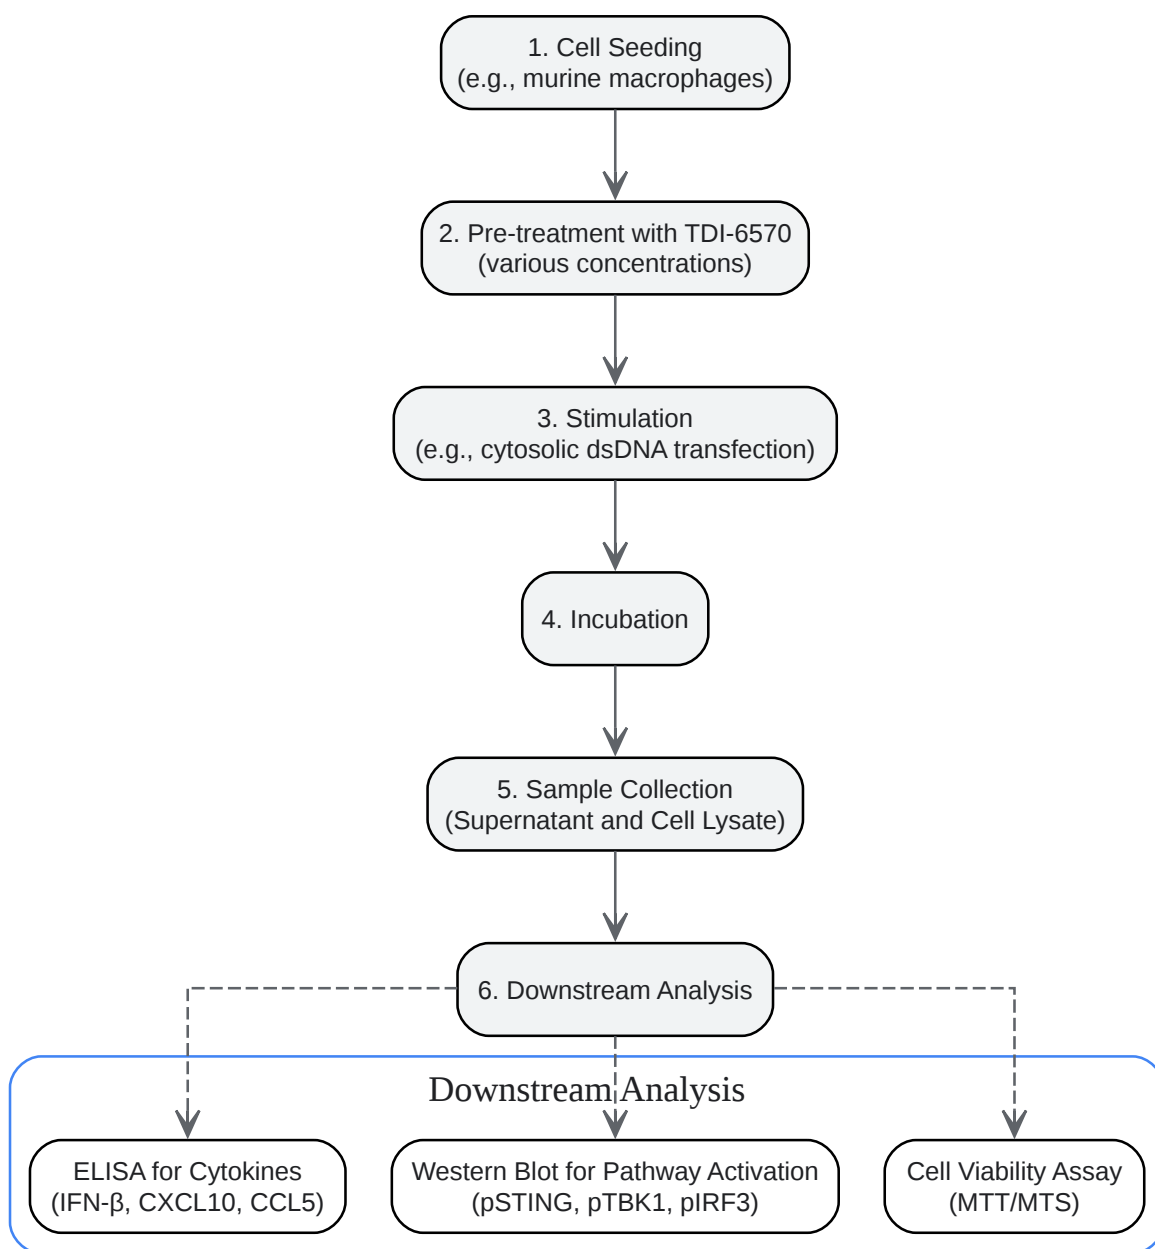 1. Cell Seeding
(e.g., murine macrophages)
2. Pre-treatment with TDI-6570
(various concentrations)
3. Stimulation
(e.g., cytosolic dsDNA transfection)
4. Incubation
5. Sample Collection
(Supernatant and Cell Lysate)
6. Downstream Analysis
Downstream Analysis
ELISA for Cytokines
(IFN-β, CXCL10, CCL5)
Western Blot for Pathway Activation
(pSTING, pTBK1, pIRF3)
Cell Viability Assay
(MTT/MTS)